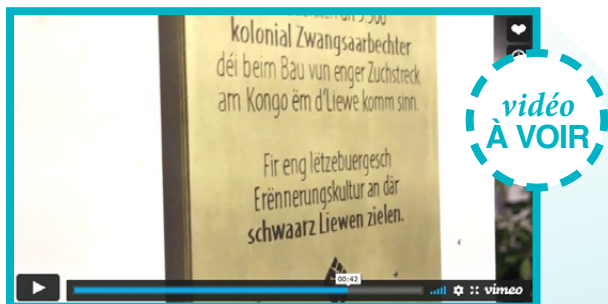 kolonial Zwangsaarbechter
déi beim Bau vun enger Zuchstreck
am Kongo ëm d'Liewe komm sinn.
Fir eng lëtzebuergesch
Erënnerungskultur an där
schwaarz Liewen zielen.
vidéo
À VOIR
00:42
vimeo